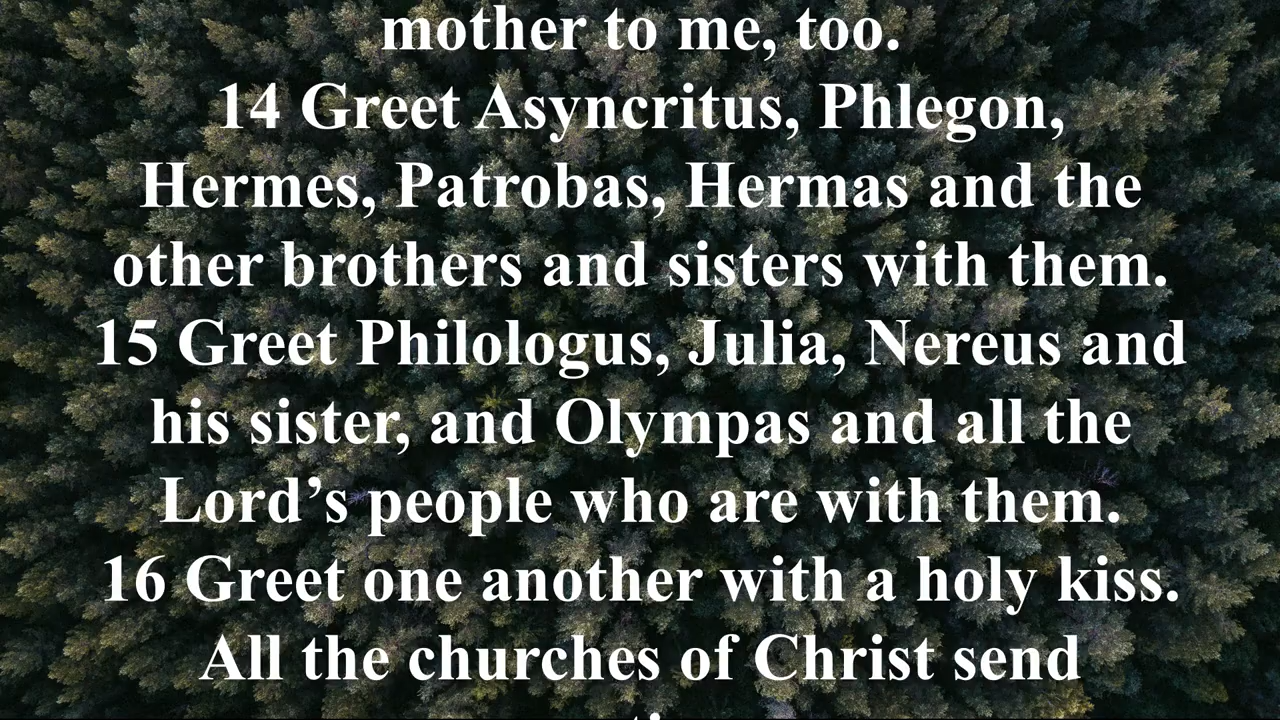 mother to me, too.
14 Greet Asyncritus, Phlegon,
Hermes, Patrobas, Hermas and the
other brothers and sisters with them.
15 Greet Philologus, Julia, Nereus and
his sister, and Olympas and all the
Lord’s people who are with them.
16 Greet one another with a holy kiss.
All the churches of Christ send